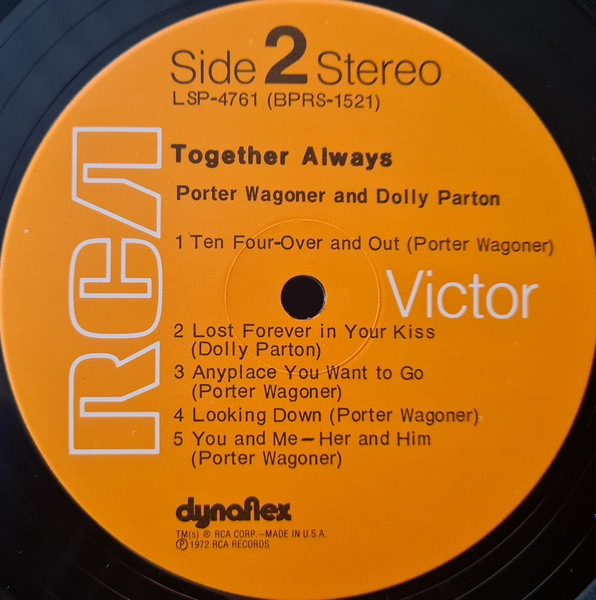 Side 2 Stereo
LSP-4761 (BPRS-1521)
RCA
Together Always
Porter Wagoner and Dolly Parton
1 Ten Four-Over and Out (Porter Wagoner)
Victor
2 Lost Forever in Your Kiss
(Dolly Parton)
3 Anyplace You Want to Go
(Porter Wagoner)
4 Looking Down (Porter Wagoner)
5 You and Me—Her and Him
(Porter Wagoner)
dynaflex
TM(s) ® RCA CORP.—MADE IN U.S.A.
Ⓟ 1972 RCA RECORDS